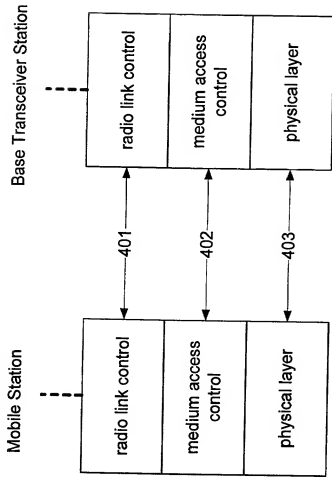 Mobile Station
radio link control
medium access
control
physical layer
401
402
403
Base Transceiver Station
radio link control
medium access
control
physical layer